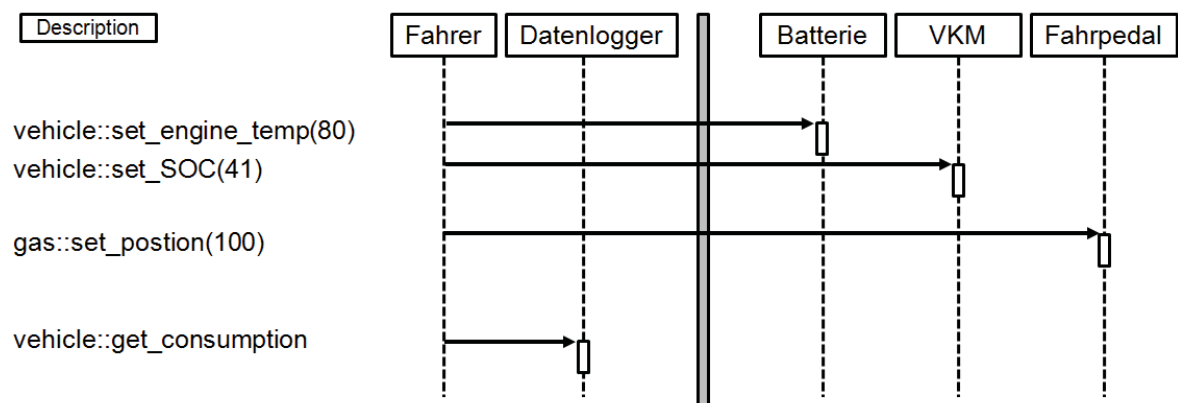 Description
Fahrer
Datenlogger
Batterie
VKM
Fahrpedal
vehicle::set_engine_temp(80)
vehicle::set_SOC(41)
gas::set_postion(100)
vehicle::get_consumption